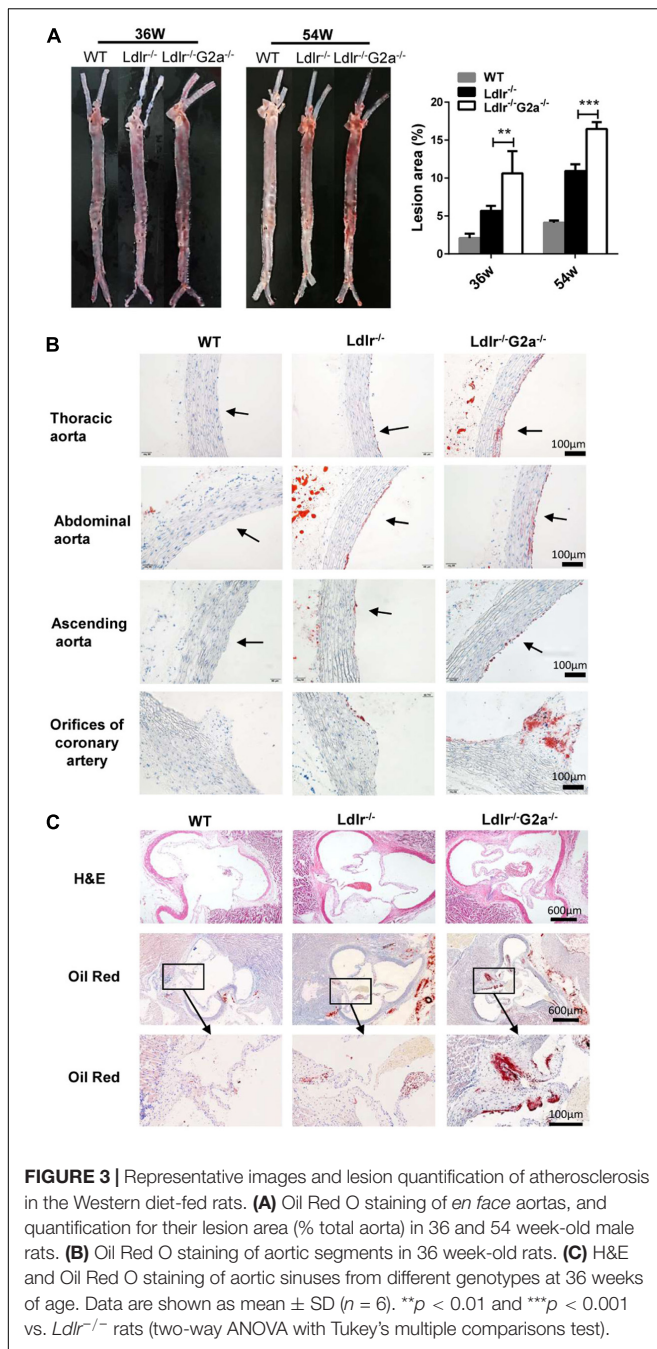 A
36W
54W
WT Ldlr-/- Ldlr-/-G2a-/-
WT Ldlr-/- Ldlr-/-G2a-/-
WT
Ldlr-/-
Ldlr-/-G2a-/-
Lesion area (%)
20
15
10
5
0
**
***
36w
54w
B
WT Ldlr-/- Ldlr-/-G2a-/-
Thoracic
aorta
100μm
Abdominal
aorta
100μm
Ascending
aorta
100μm
Orifices of
coronary
artery
100μm
C
WT Ldlr-/- Ldlr-/-G2a-/-
H&E
600μm
Oil Red
600μm
Oil Red
100μm
FIGURE 3 | Representative images and lesion quantification of atherosclerosis
in the Western diet-fed rats. (A) Oil Red O staining of en face aortas, and
quantification for their lesion area (% total aorta) in 36 and 54 week-old male
rats. (B) Oil Red O staining of aortic segments in 36 week-old rats. (C) H&E
and Oil Red O staining of aortic sinuses from different genotypes at 36 weeks
of age. Data are shown as mean ± SD (n = 6). **p < 0.01 and ***p < 0.001
vs. Ldlr−/− rats (two-way ANOVA with Tukey's multiple comparisons test).